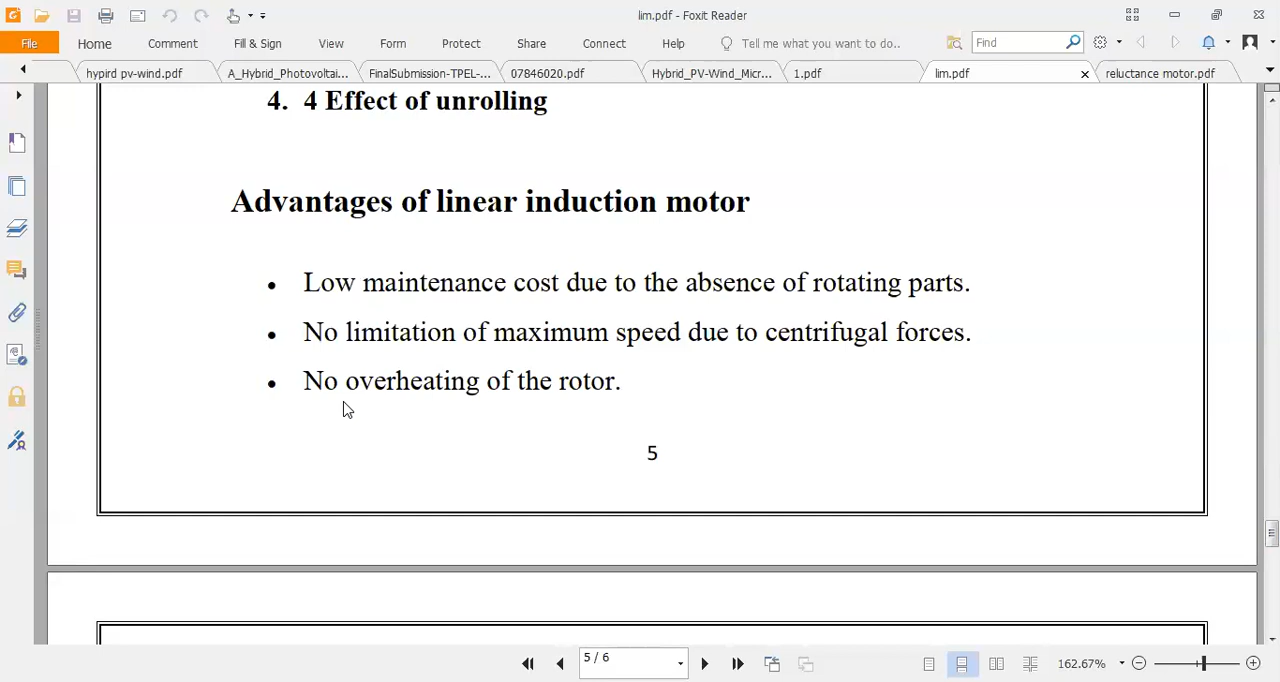 lim.pdf - Foxit Reader
File Home Comment Fill & Sign View Form Protect Share Connect Help Tell me what you want to do.. Find
hypird pv-wind.pdf A_Hybrid_Photovoltai... FinalSubmission-TPEL-... 07846020.pdf Hybrid_PV-Wind_Micr... 1.pdf lim.pdf reluctance motor.pdf
4. 4 Effect of unrolling
Advantages of linear induction motor
• Low maintenance cost due to the absence of rotating parts.
• No limitation of maximum speed due to centrifugal forces.
• No overheating of the rotor.
5
5 / 6 162.67%